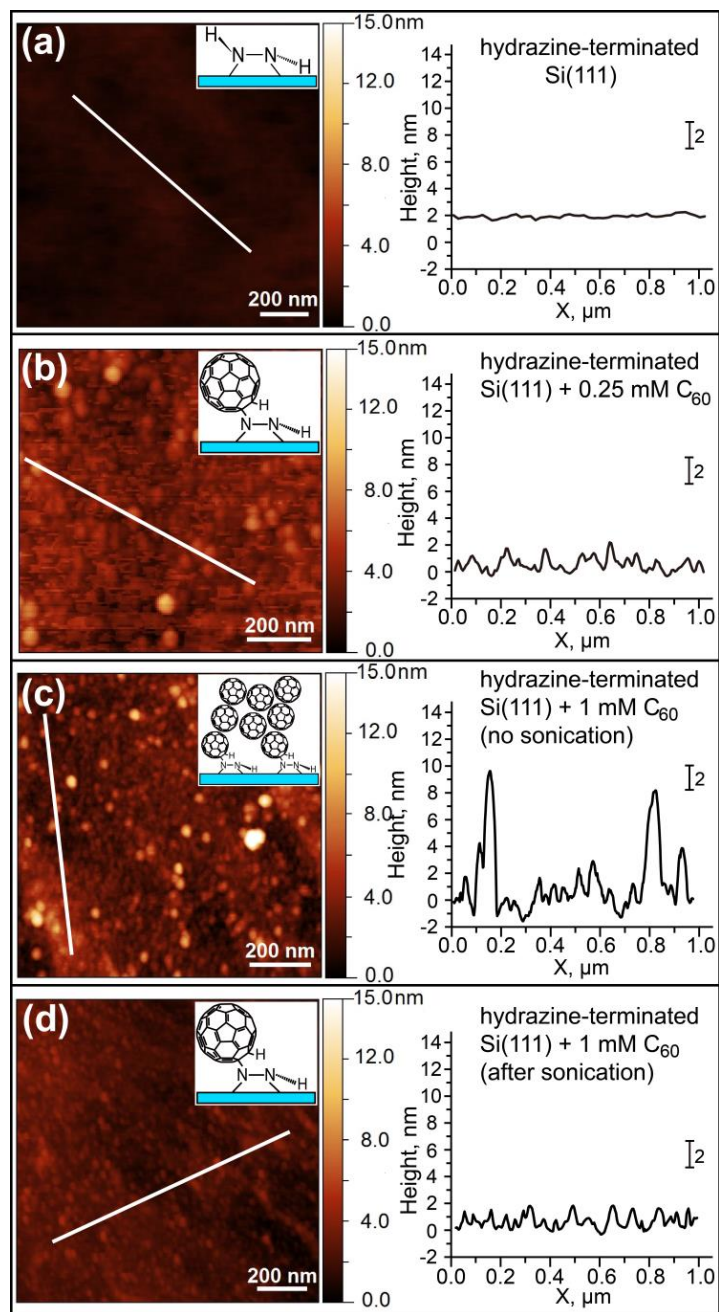 (a)
H
N–N
H
15.0nm
12.0
8.0
4.0
0.0
200 nm
hydrazine-terminated
Si(111)
2
Height, nm
14
12
10
8
6
4
2
0
-2
0.0 0.2 0.4 0.6 0.8 1.0
X, µm
(b)
H
N–N
H
15.0nm
12.0
8.0
4.0
0.0
200 nm
hydrazine-terminated
Si(111) + 0.25 mM C60
2
Height, nm
14
12
10
8
6
4
2
0
-2
0.0 0.2 0.4 0.6 0.8 1.0
X, µm
(c)
H H
N–N H N–N H
15.0nm
12.0
8.0
4.0
0.0
200 nm
hydrazine-terminated
Si(111) + 1 mM C60
(no sonication)
2
Height, nm
14
12
10
8
6
4
2
0
-2
0.0 0.2 0.4 0.6 0.8 1.0
X, µm
(d)
H
N–N
H
15.0nm
12.0
8.0
4.0
0.0
200 nm
hydrazine-terminated
Si(111) + 1 mM C60
(after sonication)
2
Height, nm
14
12
10
8
6
4
2
0
-2
0.0 0.2 0.4 0.6 0.8 1.0
X, µm